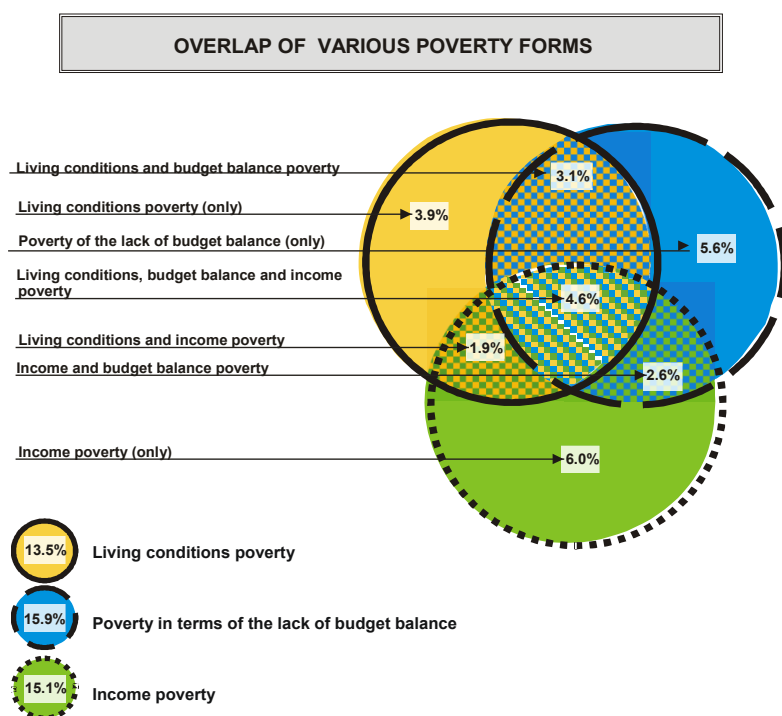 OVERLAP OF VARIOUS POVERTY FORMS
Living conditions and budget balance poverty
3.1%
Living conditions poverty (only)
3.9%
Poverty of the lack of budget balance (only)
5.6%
Living conditions, budget balance and income
poverty
4.6%
Living conditions and income poverty
1.9%
Income and budget balance poverty
2.6%
Income poverty (only)
6.0%
13.5% Living conditions poverty
15.9% Poverty in terms of the lack of budget balance
15.1% Income poverty